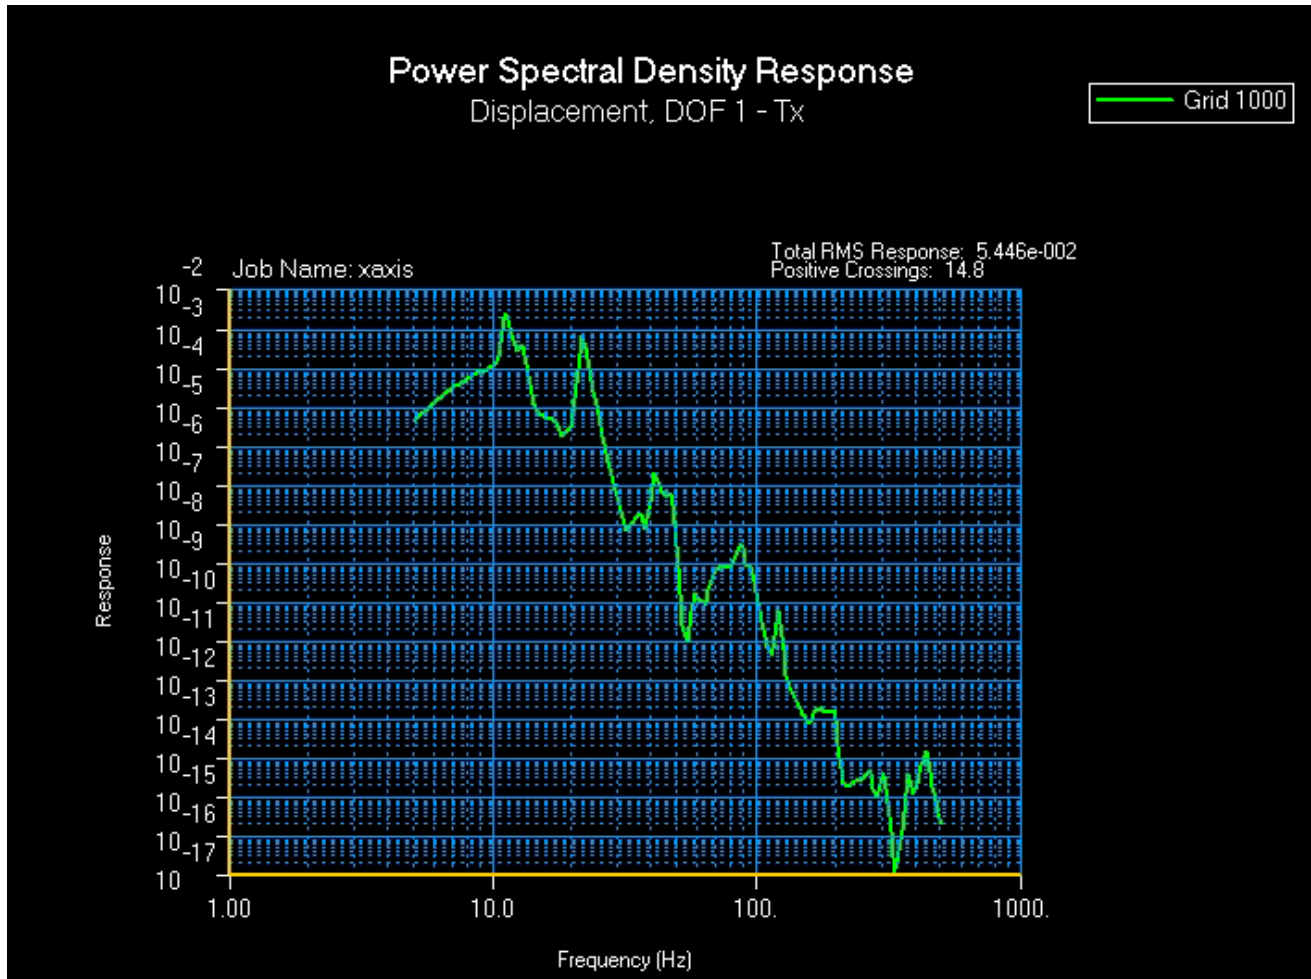 Power Spectral Density Response
Displacement, DOF 1 - Tx
Grid 1000
Total RMS Response: 5.446e-002
Positive Crossings: 14.8
Job Name: xaxis
10-2
10-3
10-4
10-5
10-6
10-7
10-8
10-9
10-10
10-11
10-12
10-13
10-14
10-15
10-16
10-17
Response
1.00 10.0 100. 1000.
Frequency (Hz)